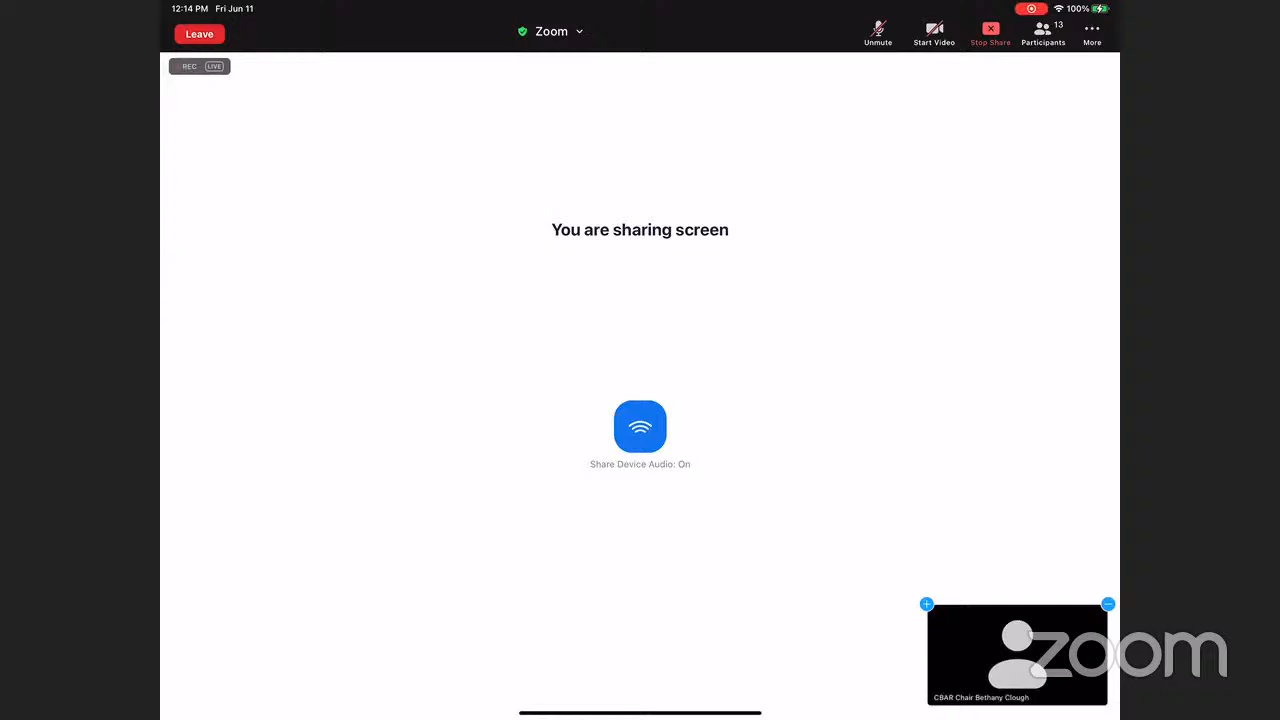 12:14 PM Fri Jun 11
100%
Leave
Zoom
Unmute
Start Video
Stop Share
13
Participants
More
REC LIVE
You are sharing screen
Share Device Audio: On
CBAR Chair Bethany Clough
zoom